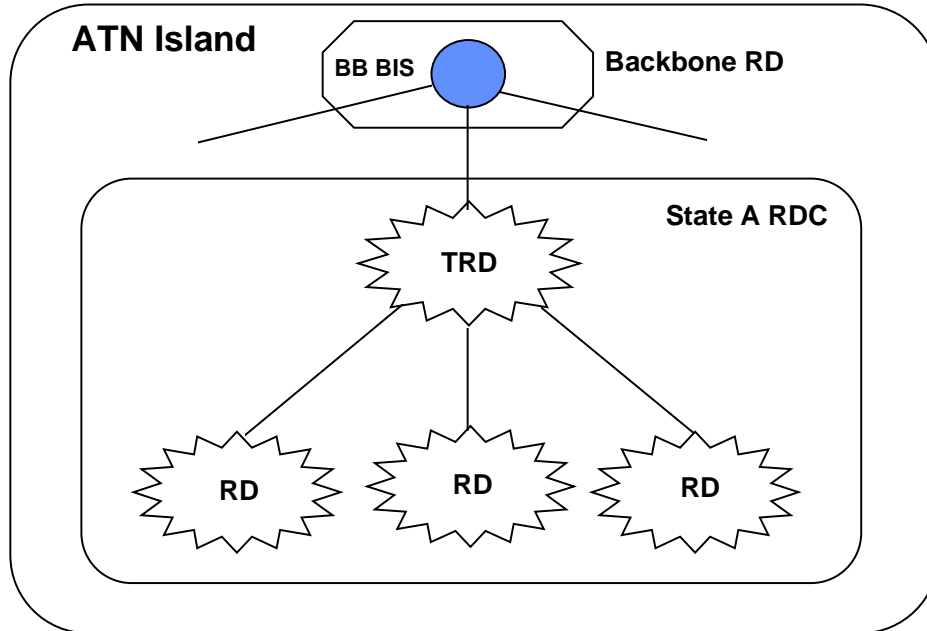 ATN Island
BB BIS
Backbone RD
State A RDC
TRD
RD
RD
RD